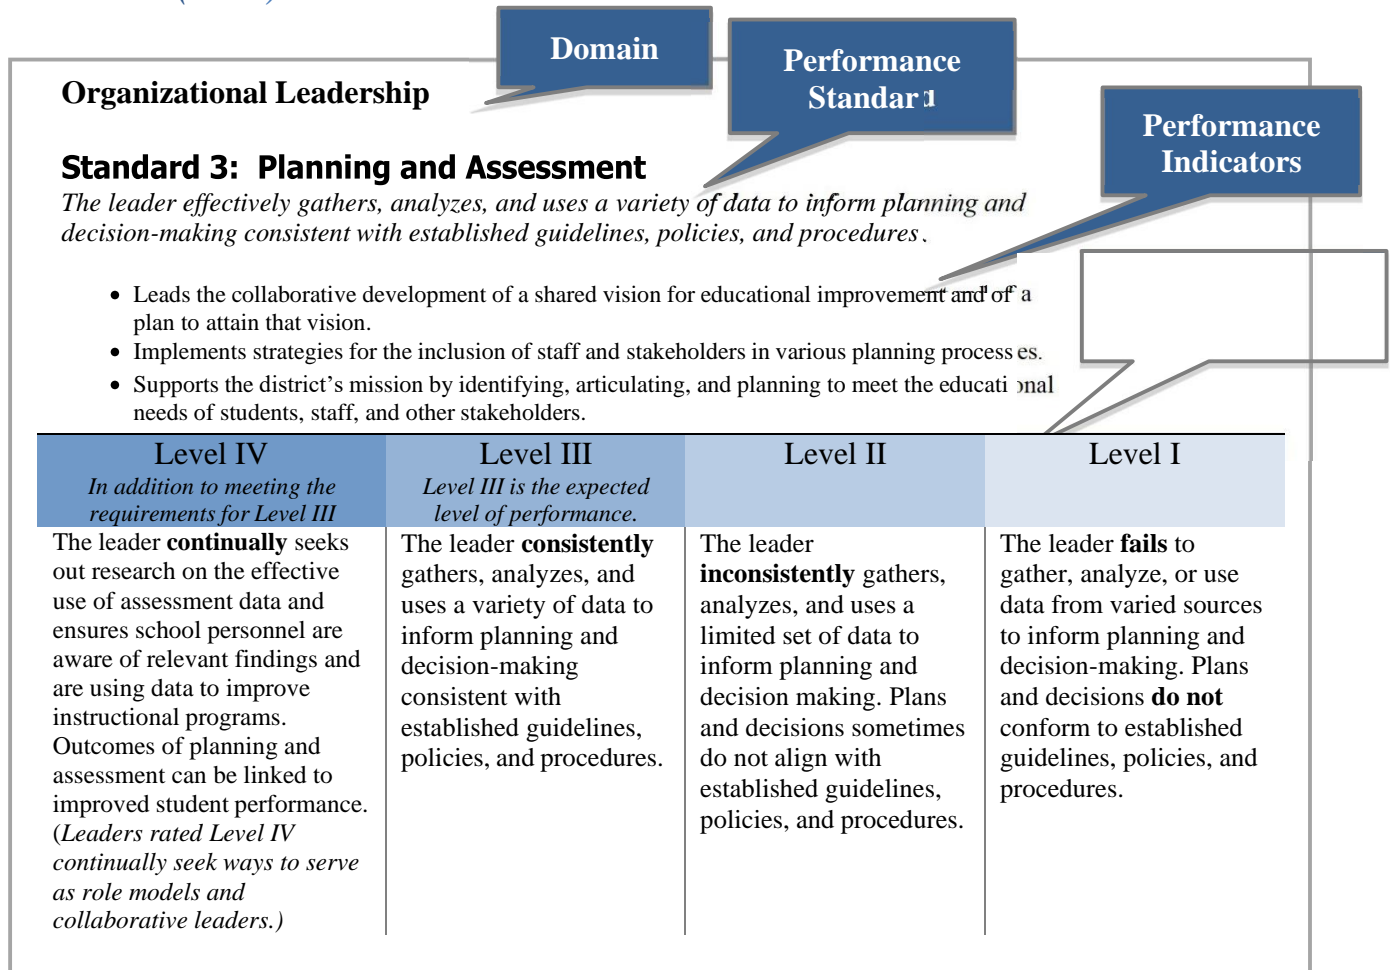 Domain
Performance
Standard
Performance
Indicators
Organizational Leadership
Standard 3: Planning and Assessment
The leader effectively gathers, analyzes, and uses a variety of data to inform planning and
decision-making consistent with established guidelines, policies, and procedures.
• Leads the collaborative development of a shared vision for educational improvement and of a
plan to attain that vision.
• Implements strategies for the inclusion of staff and stakeholders in various planning processes.
• Supports the district’s mission by identifying, articulating, and planning to meet the educational
needs of students, staff, and other stakeholders.
Level IV
In addition to meeting the
requirements for Level III
The leader continually seeks
out research on the effective
use of assessment data and
ensures school personnel are
aware of relevant findings and
are using data to improve
instructional programs.
Outcomes of planning and
assessment can be linked to
improved student performance.
(Leaders rated Level IV
continually seek ways to serve
as role models and
collaborative leaders.)
Level III
Level III is the expected
level of performance.
The leader consistently
gathers, analyzes, and
uses a variety of data to
inform planning and
decision-making
consistent with
established guidelines,
policies, and procedures.
Level II
The leader
inconsistently gathers,
analyzes, and uses a
limited set of data to
inform planning and
decision making. Plans
and decisions sometimes
do not align with
established guidelines,
policies, and procedures.
Level I
The leader fails to
gather, analyze, or use
data from varied sources
to inform planning and
decision-making. Plans
and decisions do not
conform to established
guidelines, policies, and
procedures.